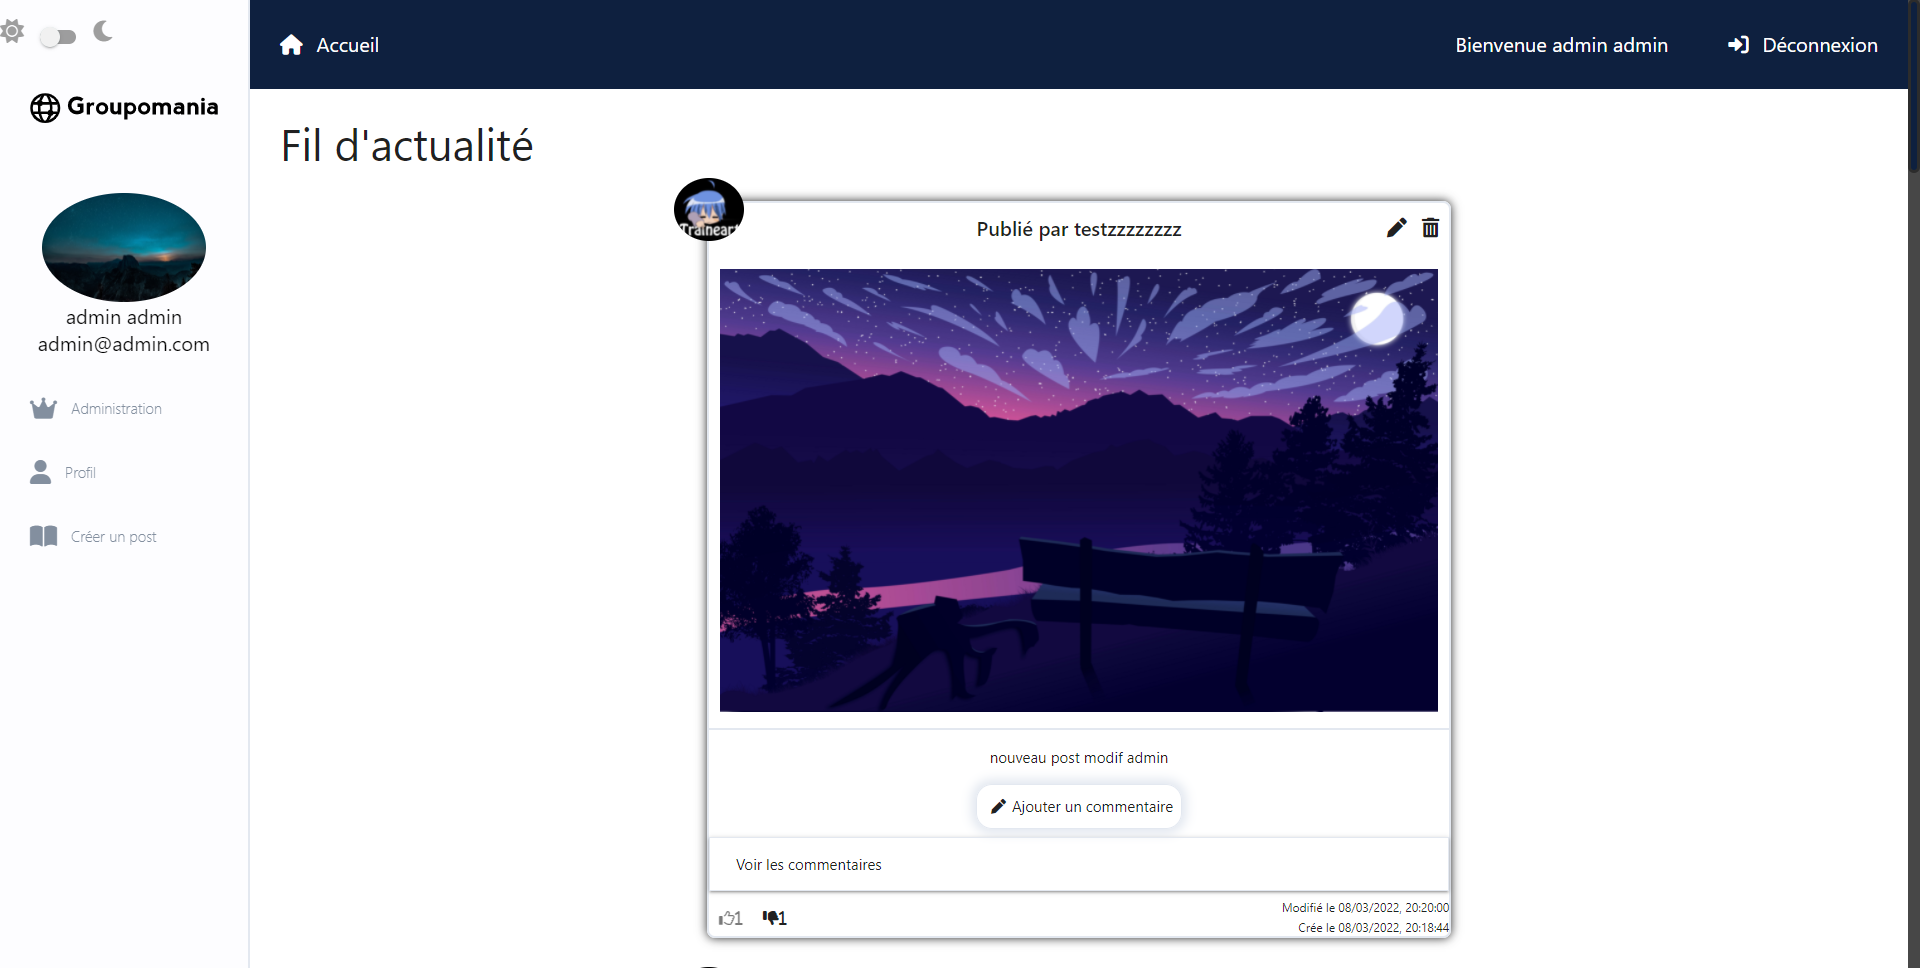 Accueil
Bienvenue admin admin
Déconnexion
Groupomania
admin admin
admin@admin.com
Administration
Profil
Créer un post
Fil d'actualité
Traineart
Publié par testzzzzzzzz
nouveau post modif admin
Ajouter un commentaire
Voir les commentaires
1
1
Modifié le 08/03/2022, 20:20:00
Crée le 08/03/2022, 20:18:44